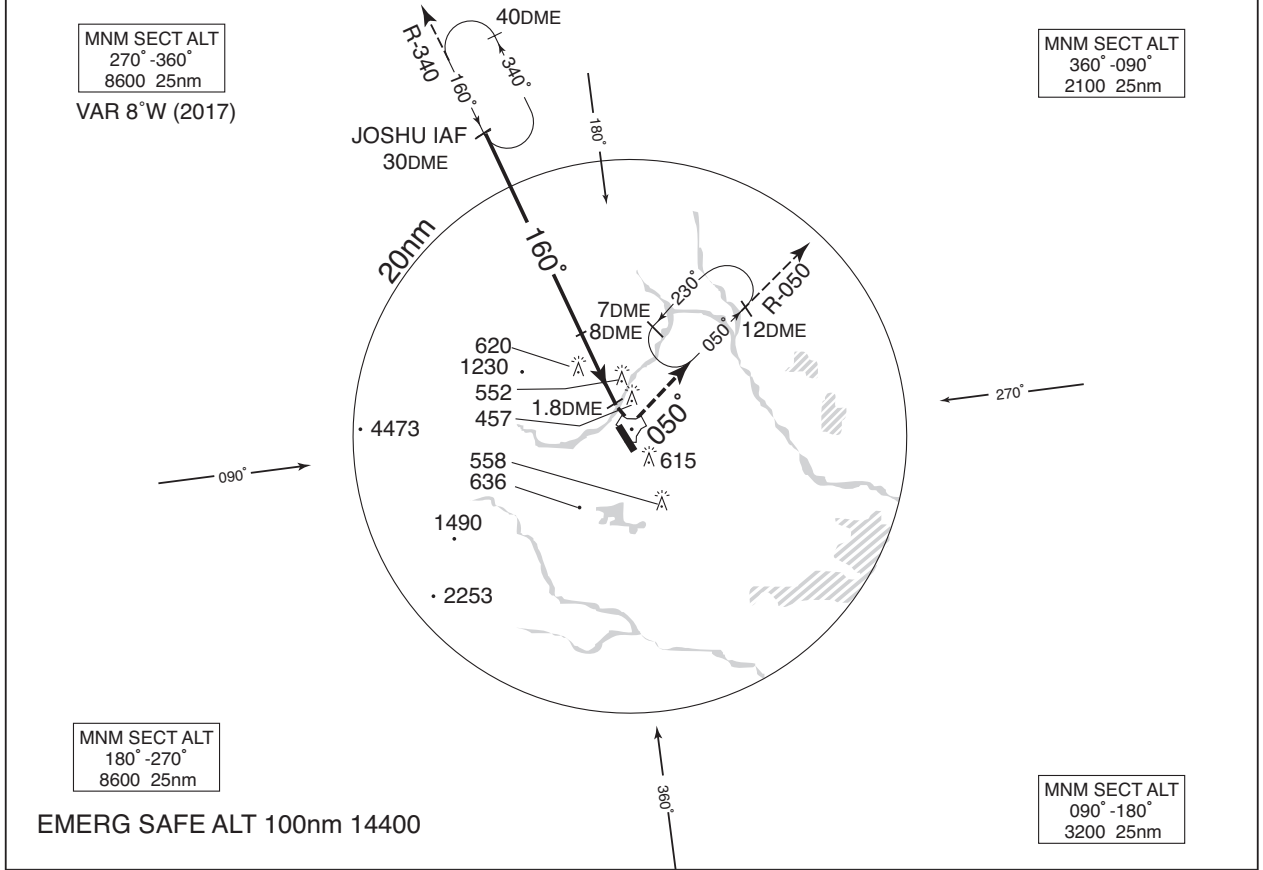 MNM SECT ALT
270˚-360˚
8600 25nm
VAR 8˚W (2017)
MNM SECT ALT
360˚-090˚
2100 25nm
40DME
R-340
160˚
340˚
JOSHU IAF
30DME
180˚
20nm
160˚
230˚
R-050
7DME
8DME
050˚
12DME
620
1230
552
457
1.8DME
050˚
270˚
4473
615
090˚
558
636
1490
2253
360˚
MNM SECT ALT
180˚-270˚
8600 25nm
MNM SECT ALT
090˚-180˚
3200 25nm
EMERG SAFE ALT 100nm 14400